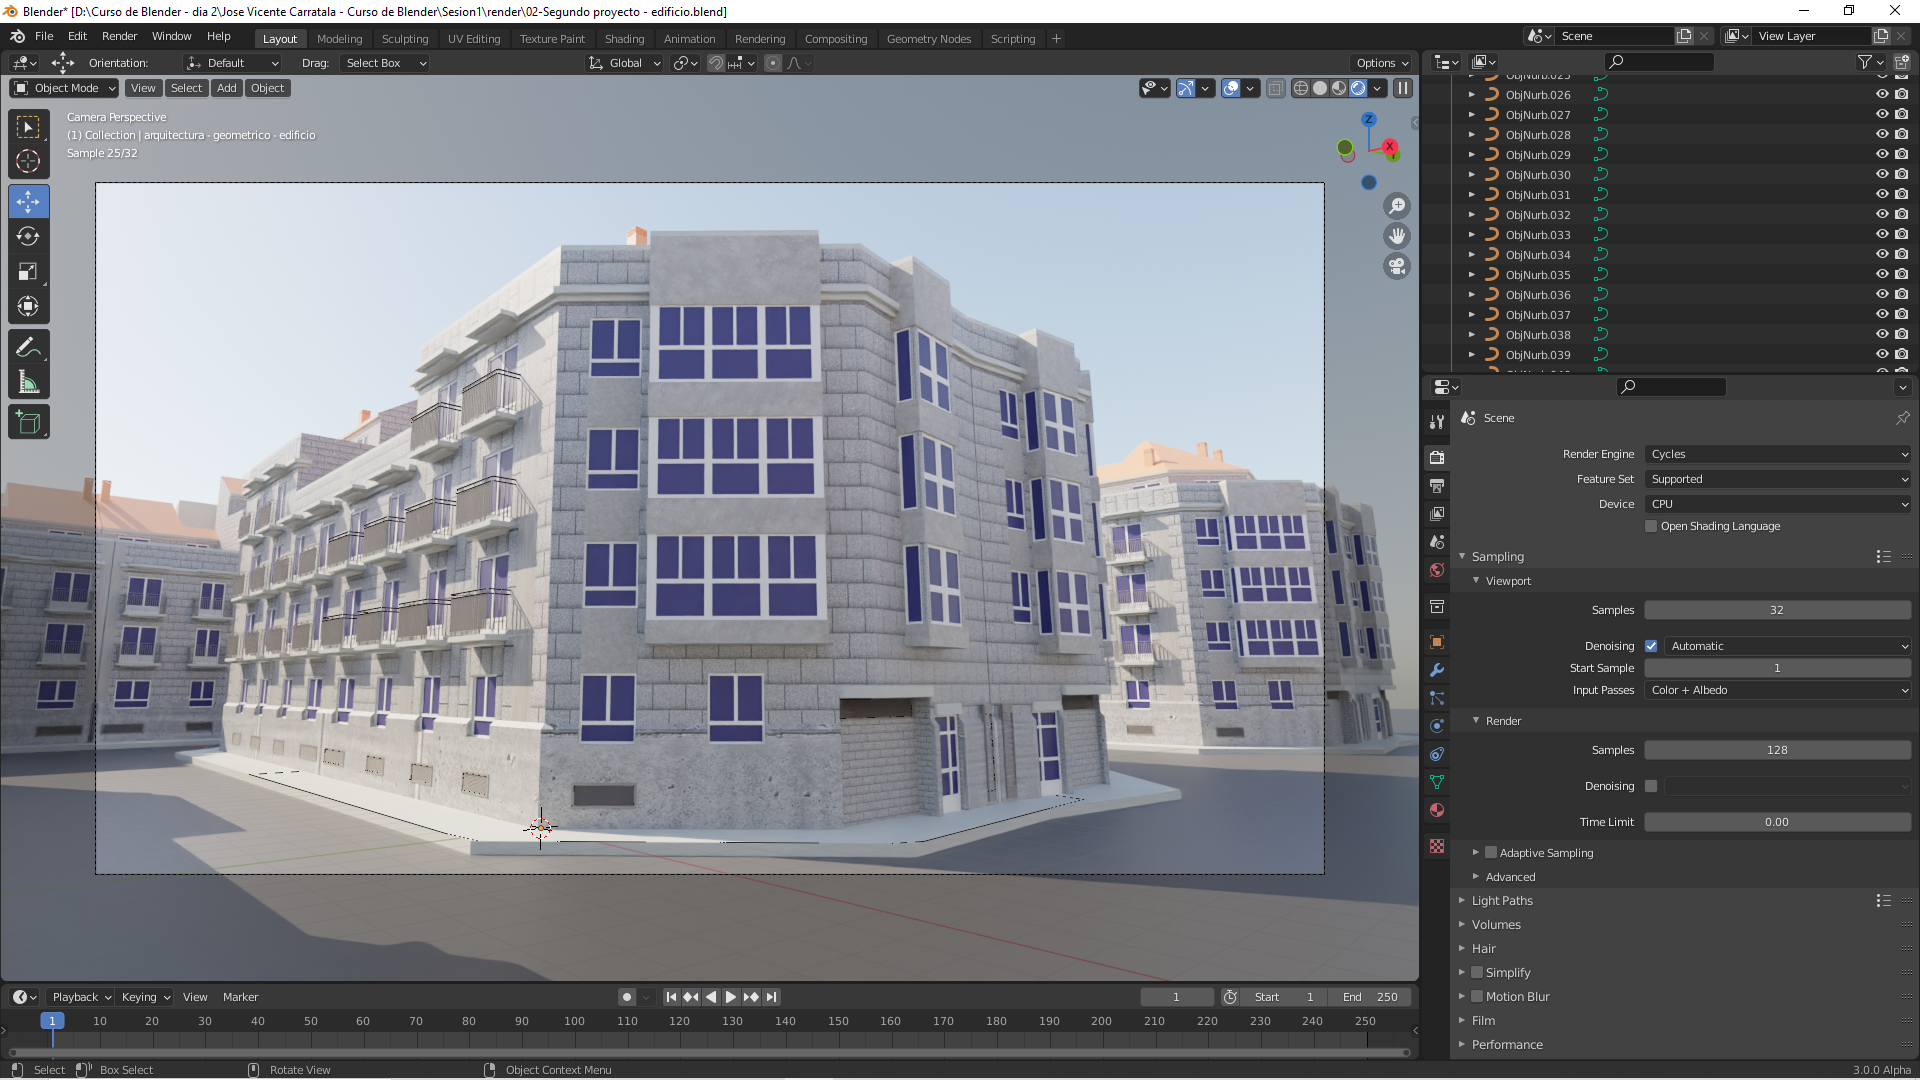 Blender* [D:\Curso de Blender - dia 2\Jose Vicente Carratala - Curso de Blender\Sesion1\render\02-Segundo proyecto - edificio.blend]
File Edit Render Window Help
Layout Modeling Sculpting UV Editing Texture Paint Shading Animation Rendering Compositing Geometry Nodes Scripting +
Scene
View Layer
Orientation: Default Drag: Select Box
Global
Options
Object Mode View Select Add Object
Camera Perspective
(1) Collection | arquitectura - geometrico - edificio
Sample 25/32
Z
X
Y
ObjNurb.025
ObjNurb.026
ObjNurb.027
ObjNurb.028
ObjNurb.029
ObjNurb.030
ObjNurb.031
ObjNurb.032
ObjNurb.033
ObjNurb.034
ObjNurb.035
ObjNurb.036
ObjNurb.037
ObjNurb.038
ObjNurb.039
Scene
Render Engine Cycles
Feature Set Supported
Device CPU
Open Shading Language
Sampling
Viewport
Samples 32
Denoising Automatic
Start Sample 1
Input Passes Color + Albedo
Render
Samples 128
Denoising
Time Limit 0.00
Adaptive Sampling
Advanced
Light Paths
Volumes
Hair
Simplify
Motion Blur
Film
Performance
Playback Keying View Marker
1
Start 1 End 250
1 10 20 30 40 50 60 70 80 90 100 110 120 130 140 150 160 170 180 190 200 210 220 230 240 250
Select Box Select Rotate View Object Context Menu
3.0.0 Alpha